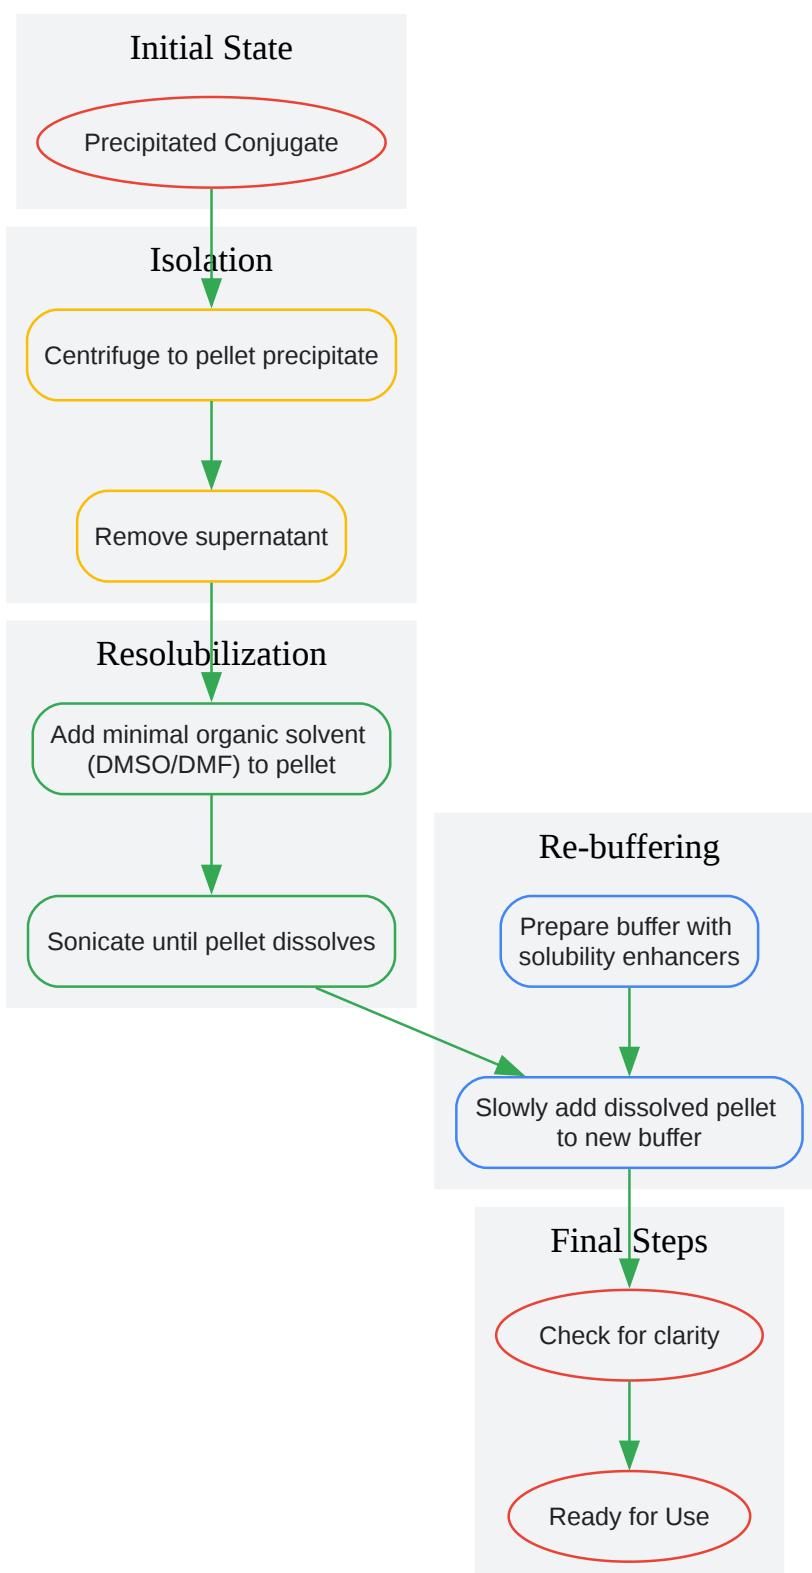 Initial State
Precipitated Conjugate
Isolation
Centrifuge to pellet precipitate
Remove supernatant
Resolubilization
Add minimal organic solvent
(DMSO/DMF) to pellet
Sonicate until pellet dissolves
Re-buffering
Prepare buffer with
solubility enhancers
Slowly add dissolved pellet
to new buffer
Final Steps
Check for clarity
Ready for Use